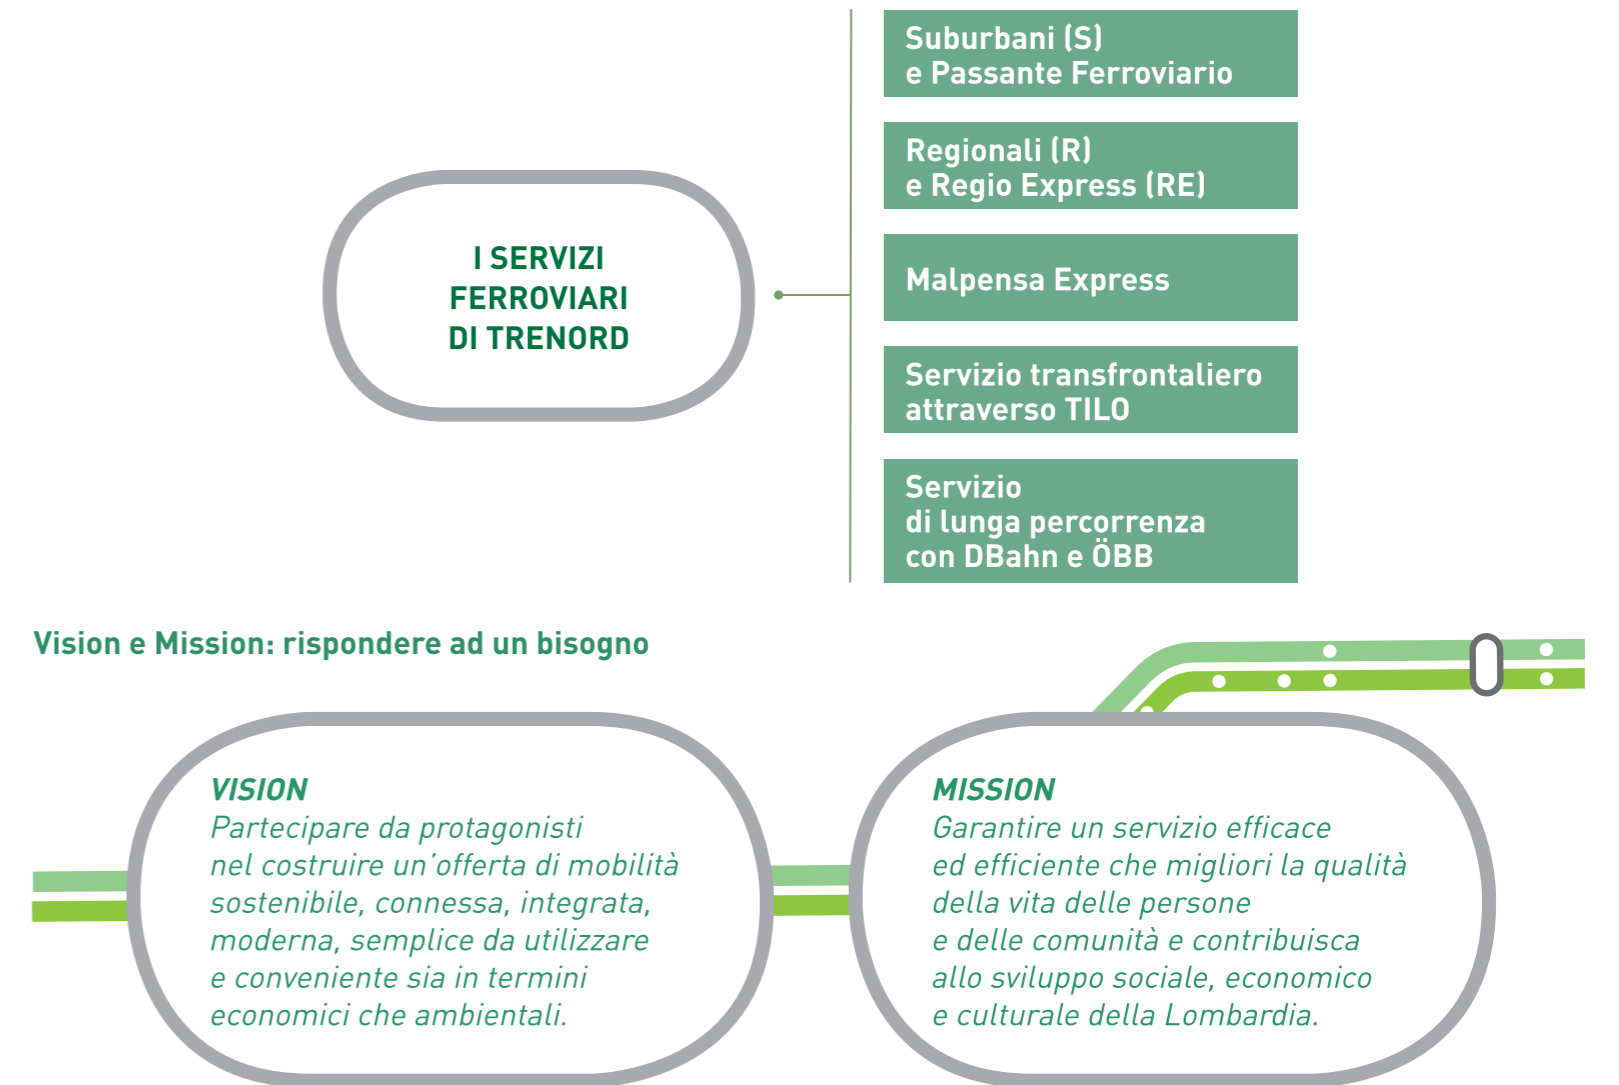 I SERVIZI
FERROVIARI
DI TRENORD
Suburbani (S)
e Passante Ferroviario
Regionali (R)
e Regio Express (RE)
Malpensa Express
Servizio transfrontaliero
attraverso TILO
Servizio
di lunga percorrenza
con DBahn e ÖBB
Vision e Mission: rispondere ad un bisogno
VISION
Partecipare da protagonisti
nel costruire un’offerta di mobilità
sostenibile, connessa, integrata,
moderna, semplice da utilizzare
e conveniente sia in termini
economici che ambientali.
MISSION
Garantire un servizio efficace
ed efficiente che migliori la qualità
della vita delle persone
e delle comunità e contribuisca
allo sviluppo sociale, economico
e culturale della Lombardia.